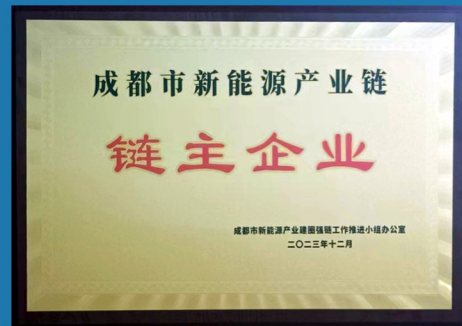 成都市新能源产业链
链主企业
成都市新能源产业建圈强链工作推进小组办公室
二〇二三年十二月